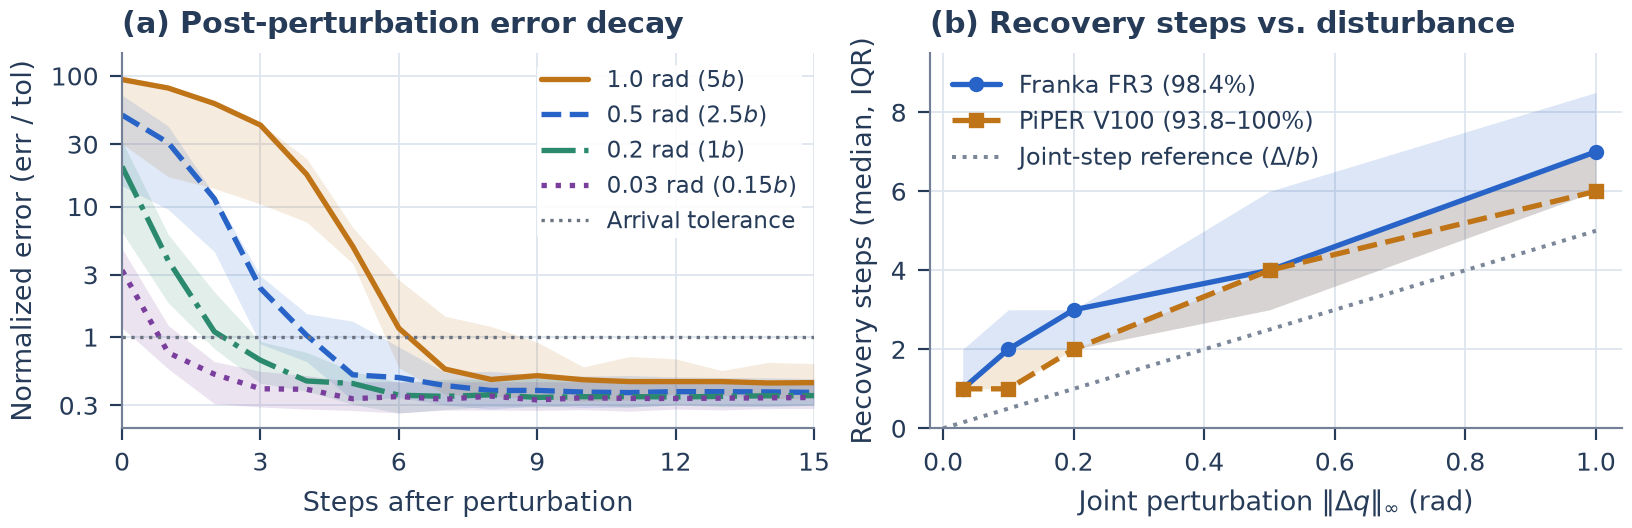 (a) Post-perturbation error decay
Normalized error (err / tol)
100
30
10
3
1
0.3
1.0 rad (5b)
0.5 rad (2.5b)
0.2 rad (1b)
0.03 rad (0.15b)
Arrival tolerance
0 3 6 9 12 15
Steps after perturbation
(b) Recovery steps vs. disturbance
Recovery steps (median, IQR)
8
6
4
2
0
Franka FR3 (98.4%)
PiPER V100 (93.8–100%)
Joint-step reference (Δ/b)
0.0 0.2 0.4 0.6 0.8 1.0
Joint perturbation ‖Δq‖∞ (rad)